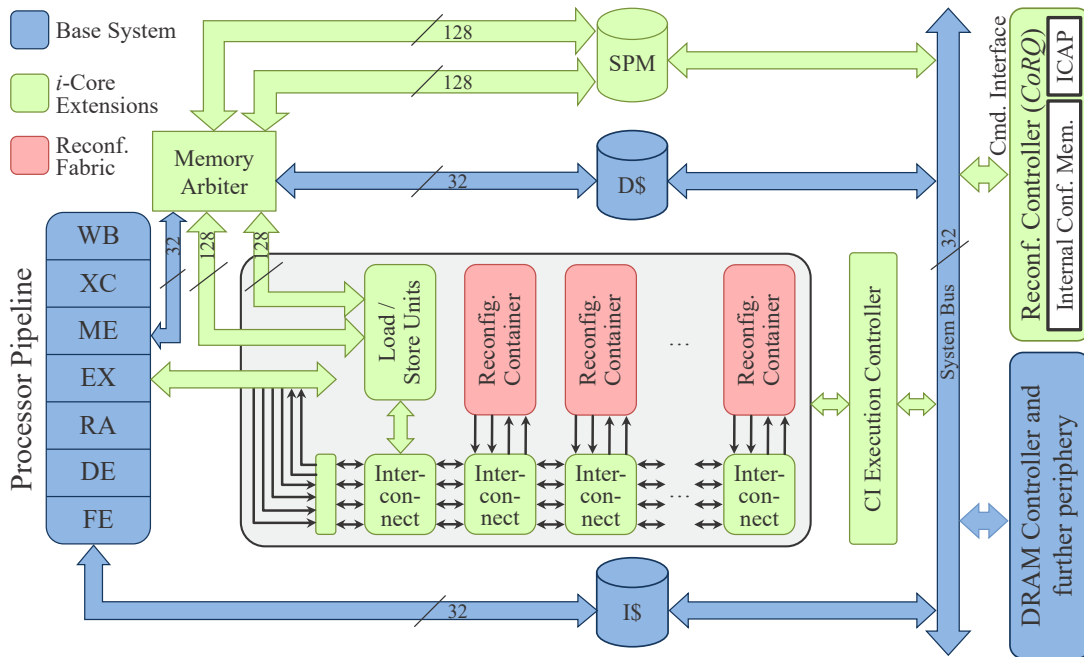 Base System
i-Core
Extensions
Reconf.
Fabric
128
128
SPM
Memory
Arbiter
32
D$
Cmd. Interface
Reconf. Controller (CoRQ)
ICAP
Internal Conf. Mem.
Processor Pipeline
WB
XC
ME
EX
RA
DE
FE
32
128
128
Load /
Store Units
Reconfig.
Container
Reconfig.
Container
...
Reconfig.
Container
Inter-
con-
nect
Inter-
con-
nect
Inter-
con-
nect
...
...
Inter-
con-
nect
CI Execution Controller
System Bus
32
DRAM Controller and
further periphery
32
I$